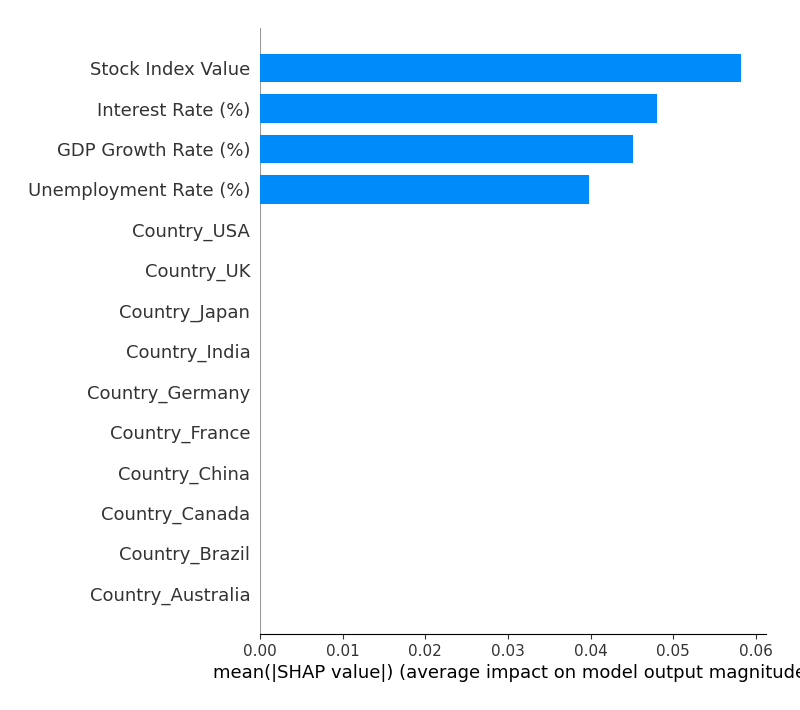 Stock Index Value
Interest Rate (%)
GDP Growth Rate (%)
Unemployment Rate (%)
Country_USA
Country_UK
Country_Japan
Country_India
Country_Germany
Country_France
Country_China
Country_Canada
Country_Brazil
Country_Australia
0.00 0.01 0.02 0.03 0.04 0.05 0.06
mean(|SHAP value|) (average impact on model output magnitude